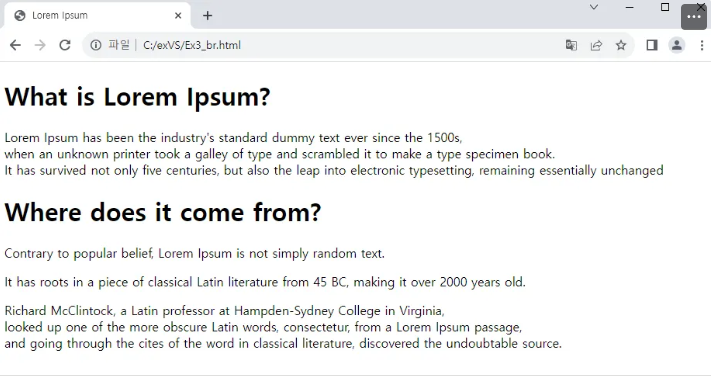 Lorem Ipsum
파일 C:/exVS/Ex3_br.html
What is Lorem Ipsum?
Lorem Ipsum has been the industry's standard dummy text ever since the 1500s,
when an unknown printer took a galley of type and scrambled it to make a type specimen book.
It has survived not only five centuries, but also the leap into electronic typesetting, remaining essentially unchanged
Where does it come from?
Contrary to popular belief, Lorem Ipsum is not simply random text.
It has roots in a piece of classical Latin literature from 45 BC, making it over 2000 years old.
Richard McClintock, a Latin professor at Hampden-Sydney College in Virginia,
looked up one of the more obscure Latin words, consectetur, from a Lorem Ipsum passage,
and going through the cites of the word in classical literature, discovered the undoubtable source.